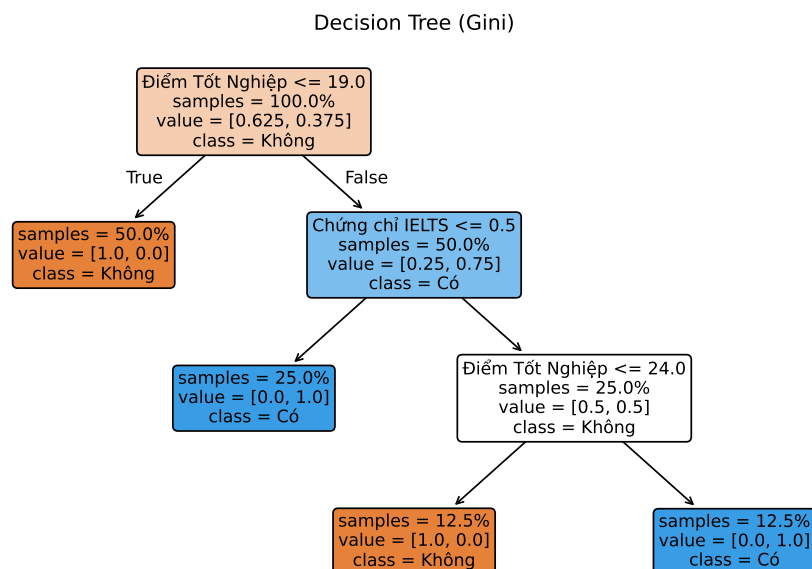 Decision Tree (Gini)
Điểm Tốt Nghiệp <= 19.0
samples = 100.0%
value = [0.625, 0.375]
class = Không
True
False
samples = 50.0%
value = [1.0, 0.0]
class = Không
Chứng chỉ IELTS <= 0.5
samples = 50.0%
value = [0.25, 0.75]
class = Có
samples = 25.0%
value = [0.0, 1.0]
class = Có
Điểm Tốt Nghiệp <= 24.0
samples = 25.0%
value = [0.5, 0.5]
class = Không
samples = 12.5%
value = [1.0, 0.0]
class = Không
samples = 12.5%
value = [0.0, 1.0]
class = Có